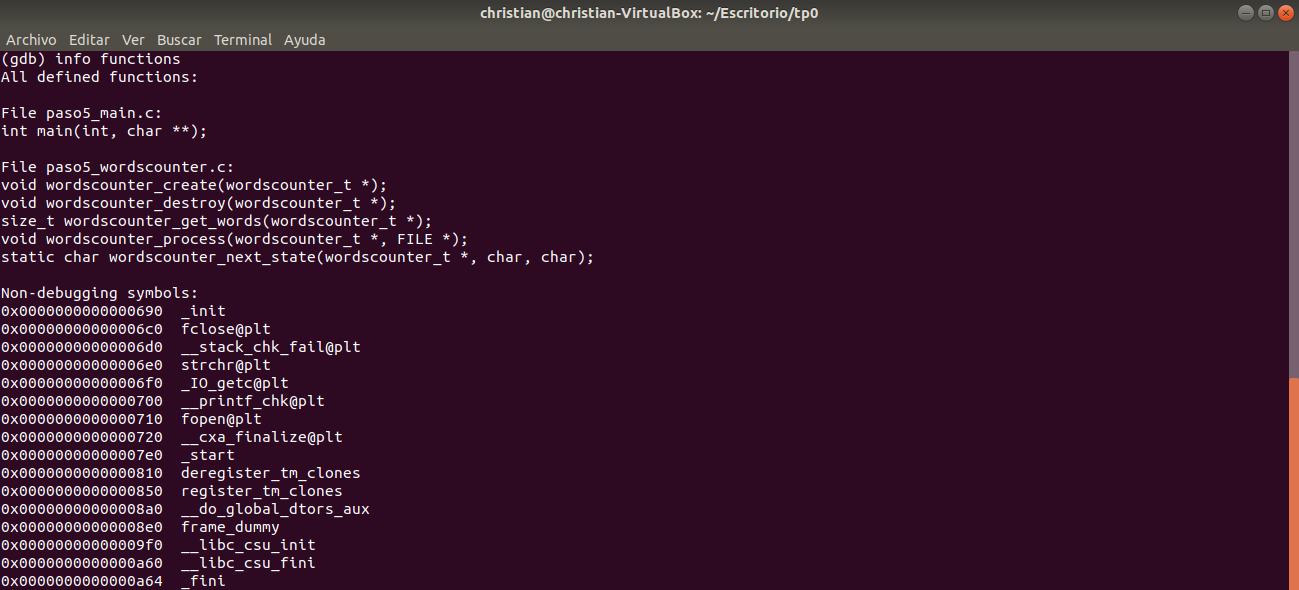 christian@christian-VirtualBox: ~/Escritorio/tp0
Archivo Editar Ver Buscar Terminal Ayuda
(gdb) info functions
All defined functions:

File paso5_main.c:
int main(int, char **);

File paso5_wordscounter.c:
void wordscounter_create(wordscounter_t *);
void wordscounter_destroy(wordscounter_t *);
size_t wordscounter_get_words(wordscounter_t *);
void wordscounter_process(wordscounter_t *, FILE *);
static char wordscounter_next_state(wordscounter_t *, char, char);

Non-debugging symbols:
0x0000000000000690  _init
0x00000000000006c0  fclose@plt
0x00000000000006d0  __stack_chk_fail@plt
0x00000000000006e0  strchr@plt
0x00000000000006f0  _IO_getc@plt
0x0000000000000700  __printf_chk@plt
0x0000000000000710  fopen@plt
0x0000000000000720  __cxa_finalize@plt
0x00000000000007e0  _start
0x0000000000000810  deregister_tm_clones
0x0000000000000850  register_tm_clones
0x00000000000008a0  __do_global_dtors_aux
0x00000000000008e0  frame_dummy
0x00000000000009f0  __libc_csu_init
0x0000000000000a60  __libc_csu_fini
0x0000000000000a64  _fini